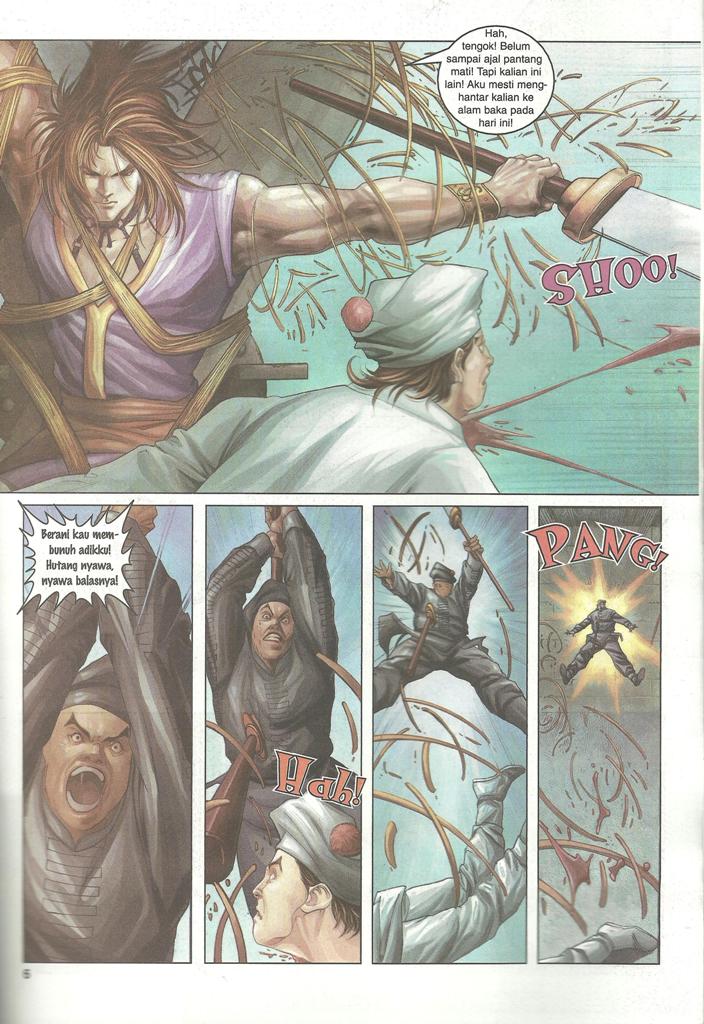 Hah,
tengok! Belum
sampai ajal pantang
mati! Tapi kalian ini
lain! Aku mesti meng-
hantar kalian ke
alam baka pada
hari ini!
SHOO!
Berani kau mem-
bunuh adikku!
Hutang nyawa,
nyawa balasnya!
Hah!
PANG!
6